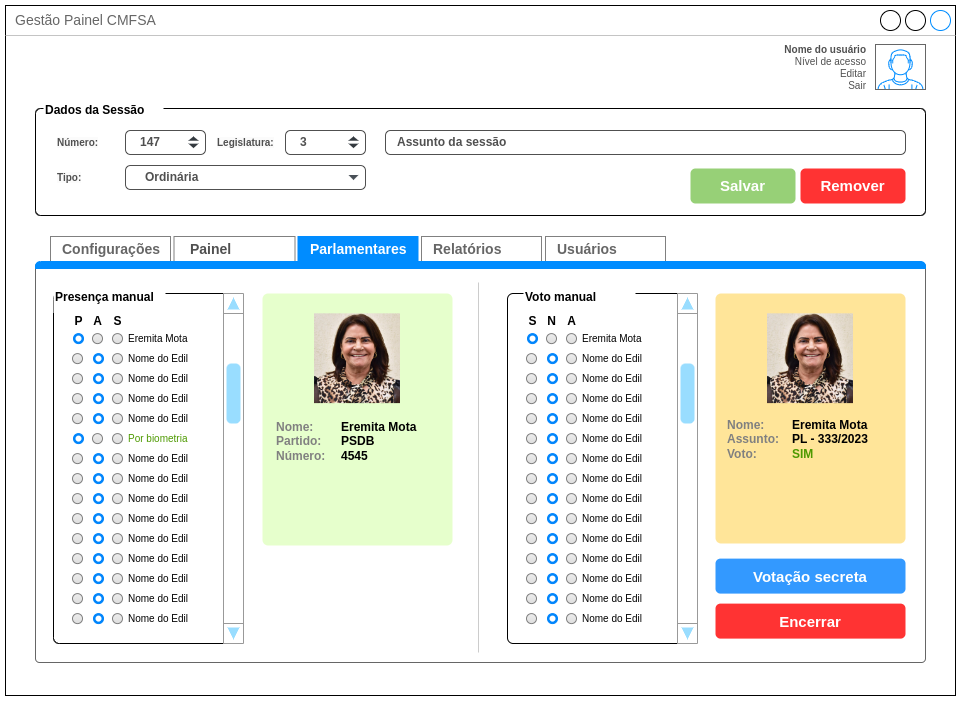 Gestão Painel CMFSA
Nome do usuário
Nível de acesso
Editar
Sair
Dados da Sessão
Número: 147 Legislatura: 3 Assunto da sessão
Tipo: Ordinária
Salvar Remover
Configurações Painel Parlamentares Relatórios Usuários
Presença manual
P A S
Eremita Mota
Nome do Edil
Nome do Edil
Nome do Edil
Nome do Edil
Por biometria
Nome do Edil
Nome do Edil
Nome do Edil
Nome do Edil
Nome do Edil
Nome do Edil
Nome do Edil
Nome do Edil
Nome do Edil
Nome: Eremita Mota
Partido: PSDB
Número: 4545
Voto manual
S N A
Eremita Mota
Nome do Edil
Nome do Edil
Nome do Edil
Nome do Edil
Nome do Edil
Nome do Edil
Nome do Edil
Nome do Edil
Nome do Edil
Nome do Edil
Nome do Edil
Nome do Edil
Nome do Edil
Nome do Edil
Nome: Eremita Mota
Assunto: PL - 333/2023
Voto: SIM
Votação secreta
Encerrar